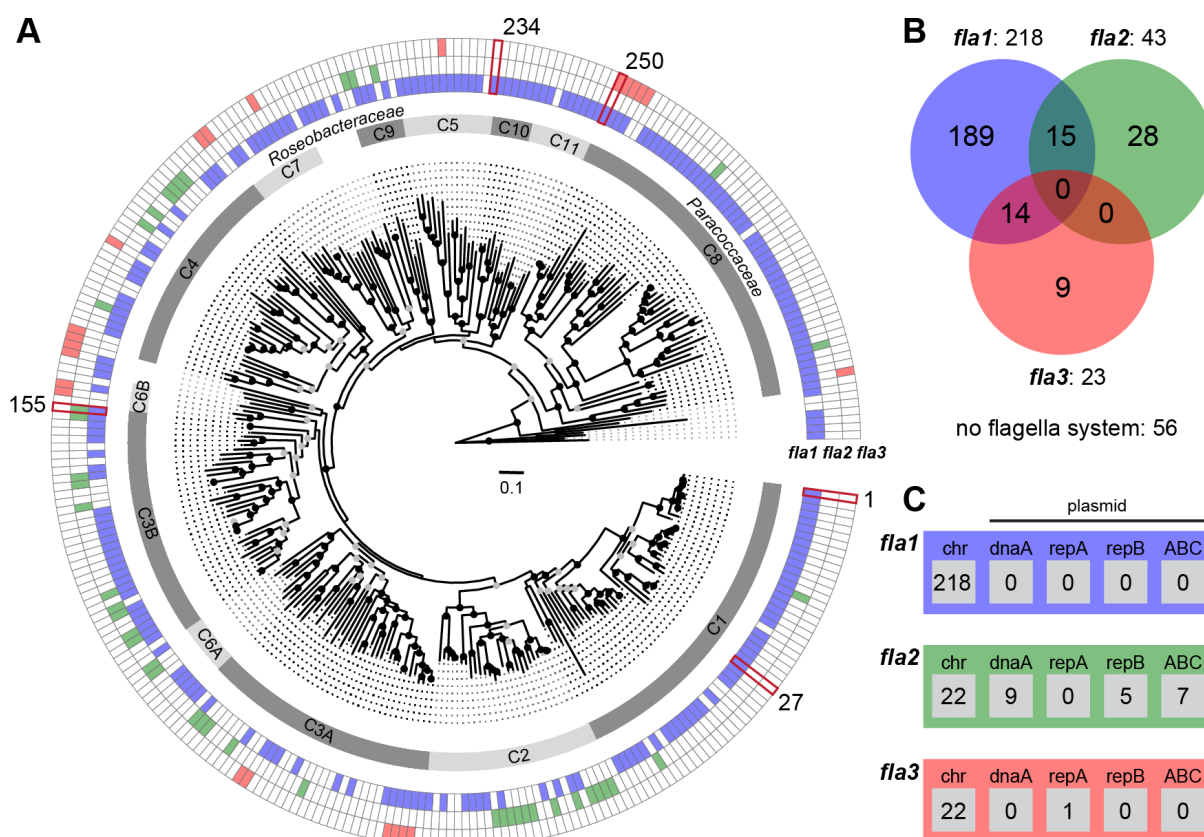 A
234
250
155
1
27
Roseobacteraceae
Paracoccaceae
C9
C5
C10
C11
C8
C7
C4
C6B
C3B
C6A
C3A
C2
C1
0.1
fla1 fla2 fla3
B
fla1: 218
fla2: 43
189
15
28
0
14
0
9
fla3: 23
no flagella system: 56
C
plasmid
fla1
chr dnaA repA repB ABC
218 0 0 0 0
fla2
chr dnaA repA repB ABC
22 9 0 5 7
fla3
chr dnaA repA repB ABC
22 0 1 0 0